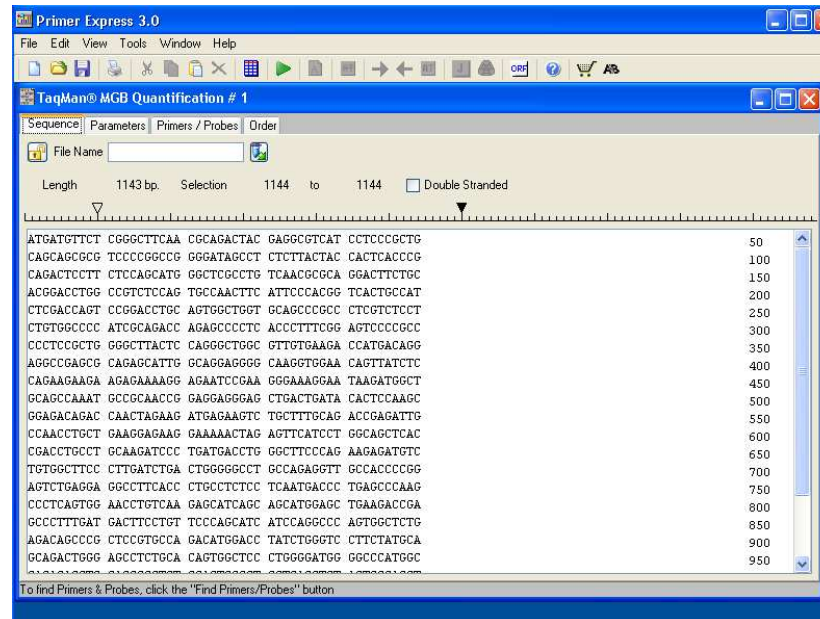 Primer Express 3.0
File Edit View Tools Window Help
ORF AB
TaqMan® MGB Quantification # 1
Sequence Parameters Primers / Probes Order
File Name
Length 1143 bp. Selection 1144 to 1144 Double Stranded
ATGATGTTCT CGGGCTTCAA CGCAGACTAC GAGGCGTCAT CCTCCCGCTG 50
CAGCAGCGCG TCCCCGGCCG GGGATAGCCT CTCTTACTAC CACTCACCCG 100
CAGACTCCTT CTCCAGCATG GGCTCGCCTG TCAACGCGCA GGACTTCTGC 150
ACGGACCTGG CCGTCTCCAG TGCCAACTTC ATTCCCACGG TCACTGCCAT 200
CTCGACCAGT CCGGACCTGC AGTGGCTGGT GCAGCCCGCC CTCGTCTCCT 250
CTGTGGCCCC ATCGCAGACC AGAGCCCCTC ACCCTTTCGG AGTCCCCGCC 300
CCCTCCGCTG GGGCTTACTC CAGGGCTGGC GTTGTGAAGA CCATGACAGG 350
AGGCCGAGCG CAGAGCATTG GCAGGAGGGG CAAGGTGGAA CAGTTATCTC 400
CAGAAGAAGA AGAGAAAAGG AGAATCCGAA GGGAAAGGAA TAAGATGGCT 450
GCAGCCAAAT GCCGCAACCG GAGGAGGGAG CTGACTGATA CACTCCAAGC 500
GGAGACAGAC CAACTAGAAG ATGAGAAGTC TGCTTTGCAG ACCGAGATTG 550
CCAACCTGCT GAAGGAGAAG GAAAAACTAG AGTTCATCCT GGCAGCTCAC 600
CGACCTGCCT GCAAGATCCC TGATGACCTG GGCTTCCCAG AAGAGATGTC 650
TGTGGCTTCC CTTGATCTGA CTGGGGGCCT GCCAGAGGTT GCCACCCCGG 700
AGTCTGAGGA GGCCTTCACC CTGCCTCTCC TCAATGACCC TGAGCCCAAG 750
CCCTCAGTGG AACCTGTCAA GAGCATCAGC AGCATGGAGC TGAAGACCGA 800
GCCCTTTGAT GACTTCCTGT TCCCAGCATC ATCCAGGCCC AGTGGCTCTG 850
AGACAGCCCG CTCCGTGCCA GACATGGACC TATCTGGGTC CTTCTATGCA 900
GCAGACTGGG AGCCTCTGCA CAGTGGCTCC CTGGGGATGG GGCCCATGGC 950
To find Primers & Probes, click the "Find Primers/Probes" button